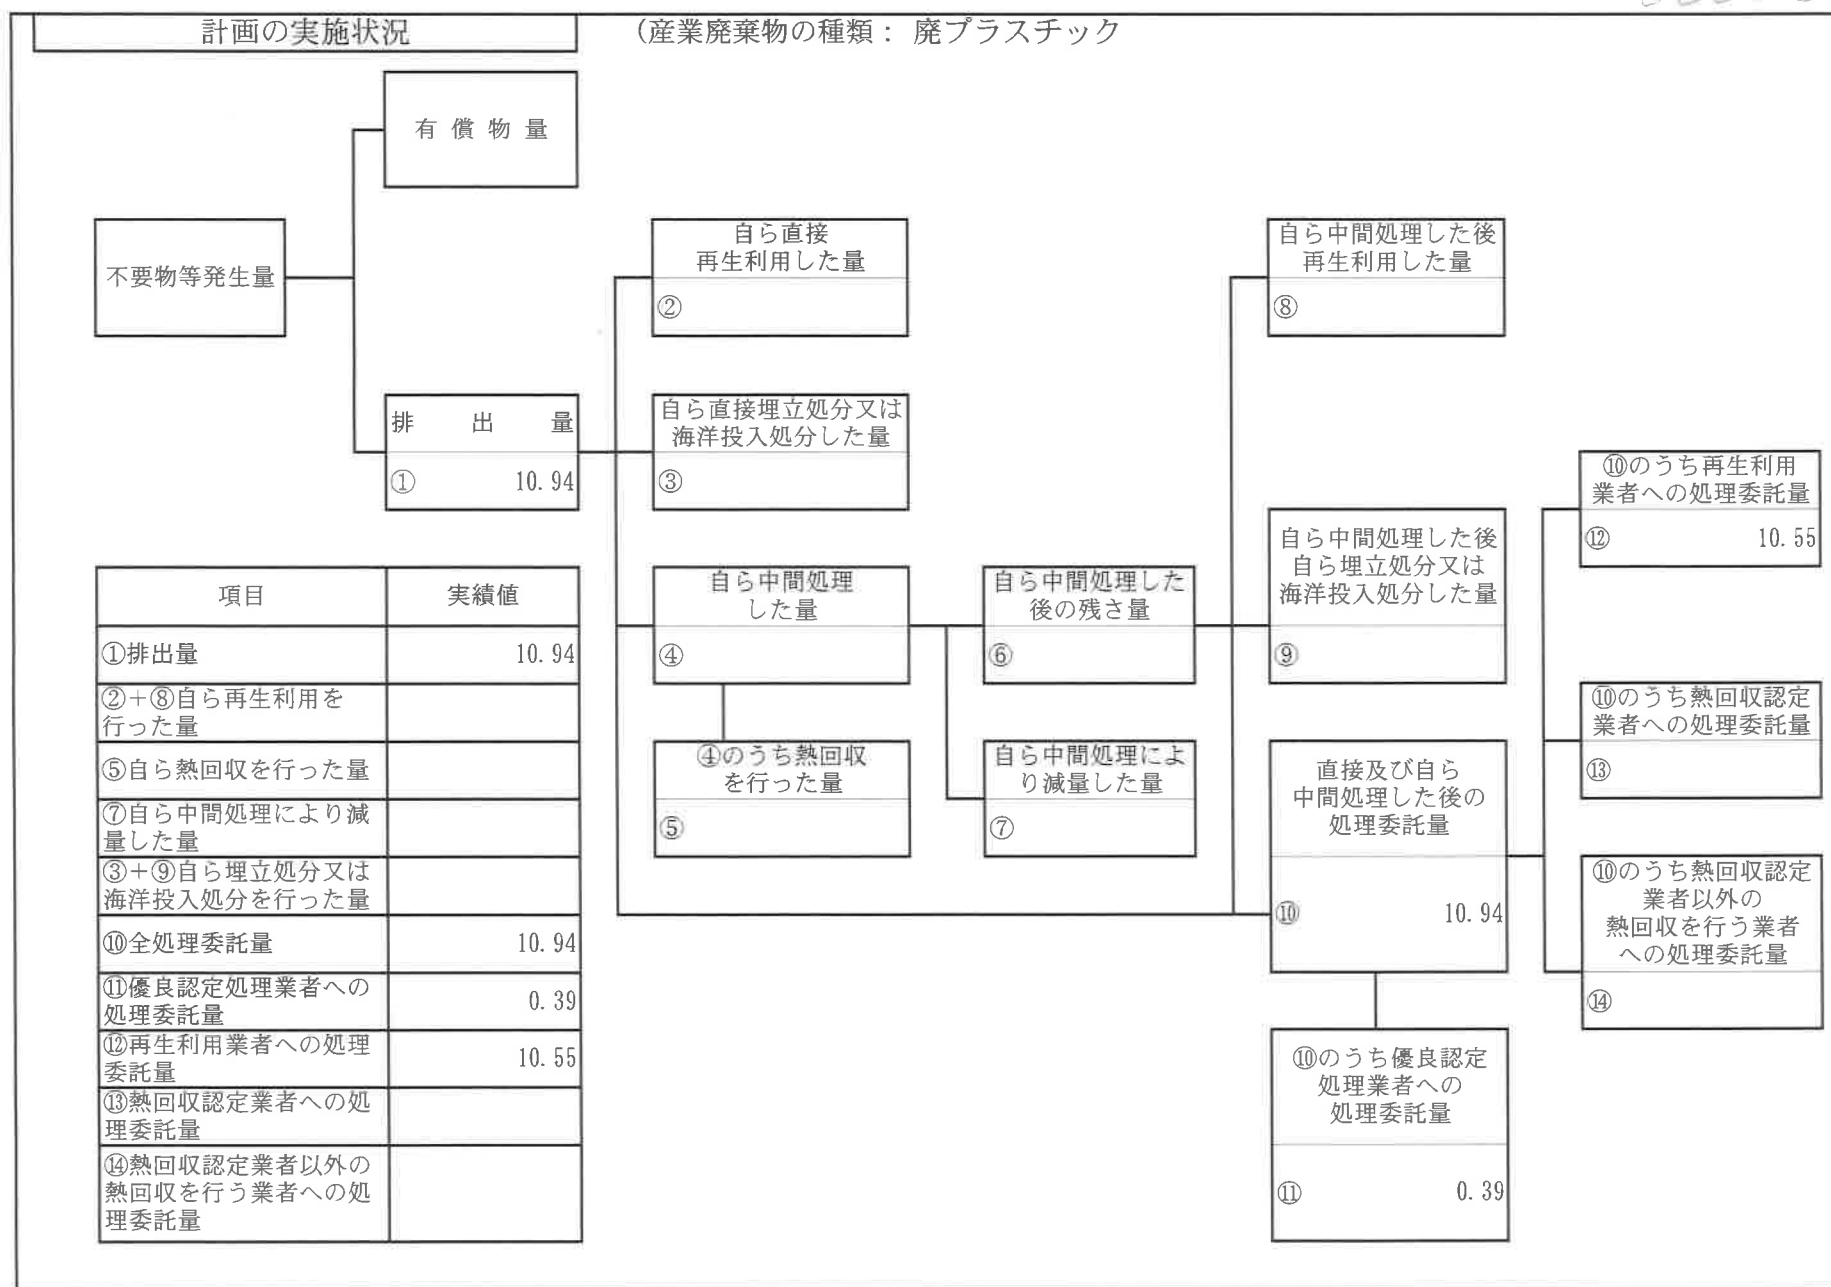 計画の実施状況
(産業廃棄物の種類： 廃プラスチック
有償物量
不要物等発生量
排出量
① 10.94
自ら直接
再生利用した量
②
自ら直接埋立処分又は
海洋投入処分した量
③
自ら中間処理
した量
④
④のうち熱回収
を行った量
⑤
自ら中間処理した
後の残さ量
⑥
自ら中間処理によ
り減量した量
⑦
自ら中間処理した後
再生利用した量
⑧
自ら中間処理した後
自ら埋立処分又は
海洋投入処分した量
⑨
直接及び自ら
中間処理した後の
処理委託量
⑩ 10.94
⑩のうち優良認定
処理業者への
処理委託量
⑪ 0.39
⑩のうち再生利用
業者への処理委託量
⑫ 10.55
⑩のうち熱回収認定
業者への処理委託量
⑬
⑩のうち熱回収認定
業者以外の
熱回収を行う業者
への処理委託量
⑭
項目 実績値
①排出量 10.94
②＋⑧自ら再生利用を
行った量
⑤自ら熱回収を行った量
⑦自ら中間処理により減
量した量
③＋⑨自ら埋立処分又は
海洋投入処分を行った量
⑩全処理委託量 10.94
⑪優良認定処理業者への
処理委託量 0.39
⑫再生利用業者への処理
委託量 10.55
⑬熱回収認定業者への処
理委託量
⑭熱回収認定業者以外の
熱回収を行う業者への処
理委託量